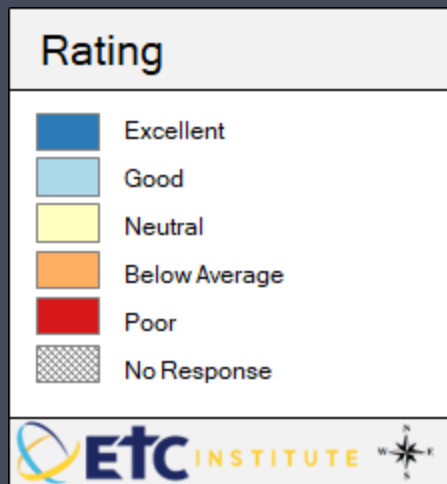 Rating
Excellent
Good
Neutral
Below Average
Poor
No Response
ETC INSTITUTE
N
W E
S